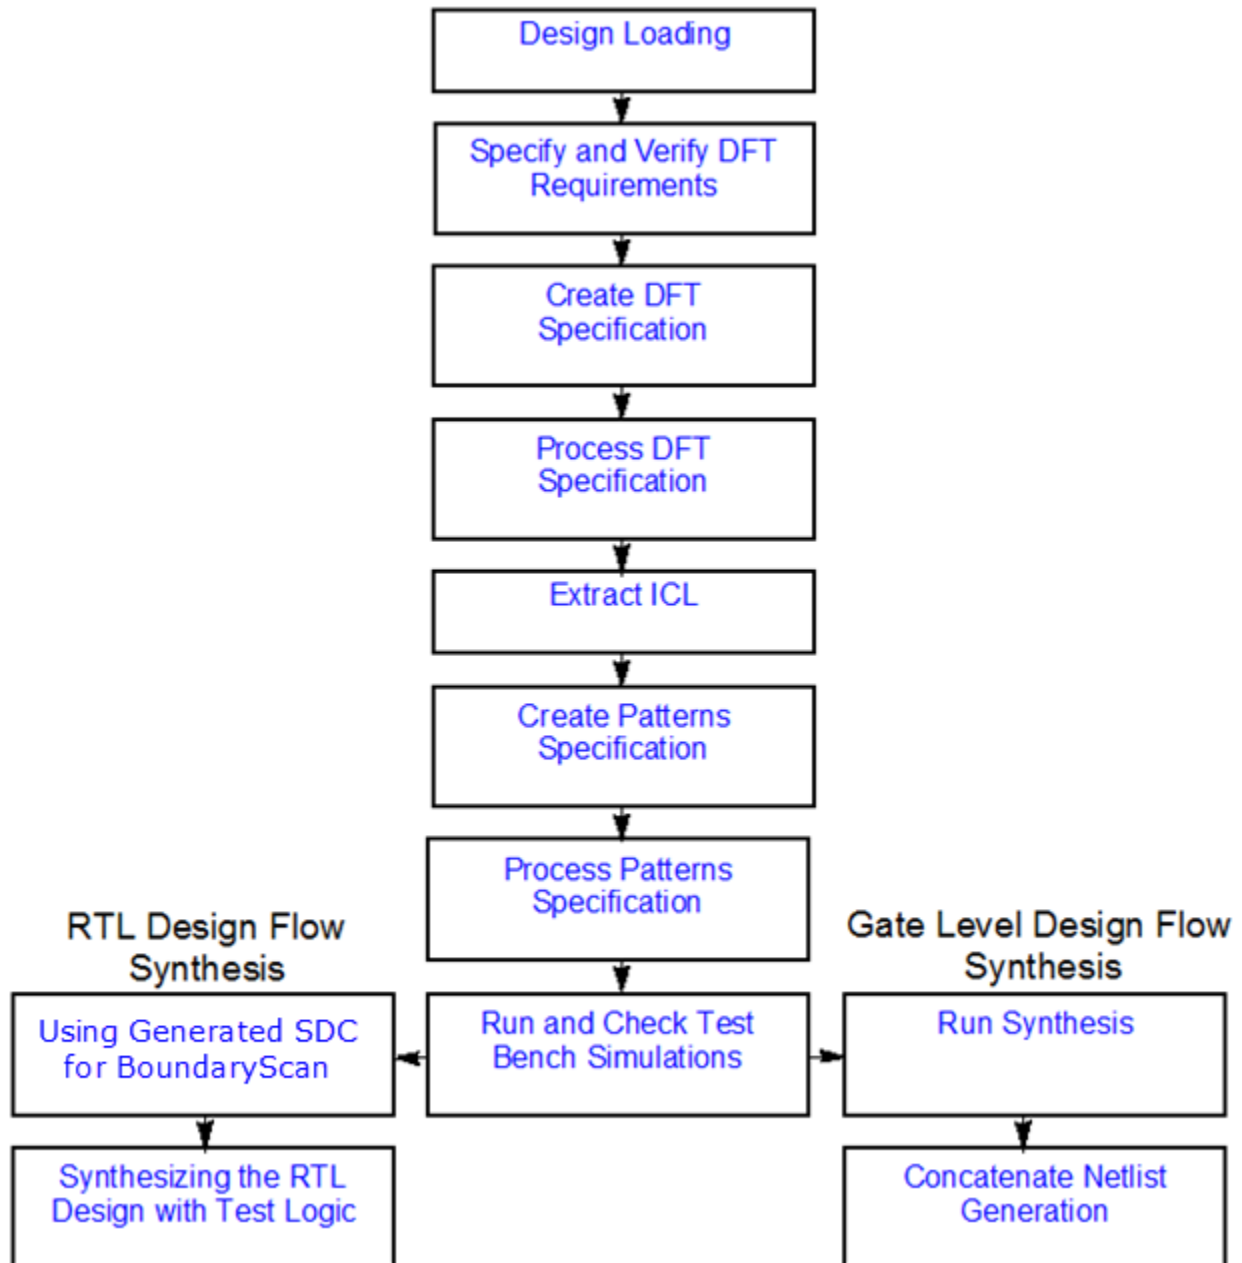 Design Loading
Specify and Verify DFT
Requirements
Create DFT
Specification
Process DFT
Specification
Extract ICL
Create Patterns
Specification
Process Patterns
Specification
RTL Design Flow
Synthesis
Gate Level Design Flow
Synthesis
Using Generated SDC
for BoundaryScan
Run and Check Test
Bench Simulations
Run Synthesis
Synthesizing the RTL
Design with Test Logic
Concatenate Netlist
Generation